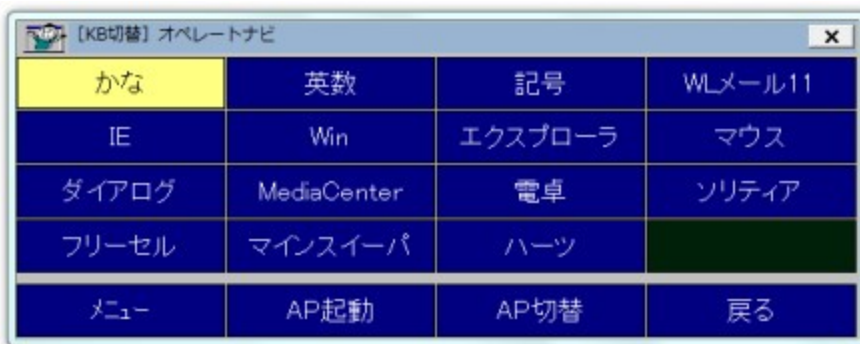 [KB切替] オペレートナビ
かな 英数 記号 WLメール11
IE Win エクスプローラ マウス
ダイアログ MediaCenter 電卓 ソリティア
フリーセル マインスイーパ ハーツ
メニュー AP起動 AP切替 戻る